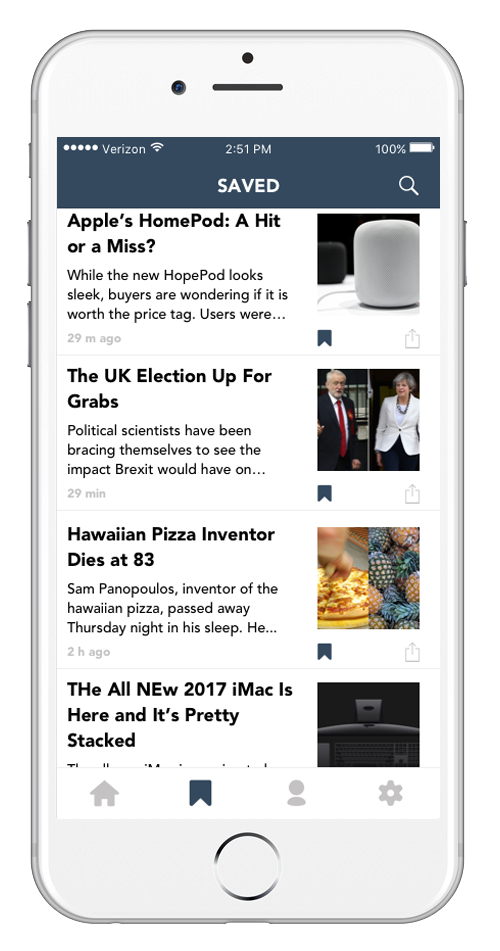 Verizon 2:51 PM 100%
SAVED
Apple's HomePod: A Hit
or a Miss?
While the new HopePod looks
sleek, buyers are wondering if it is
worth the price tag. Users were...
29 m ago
The UK Election Up For
Grabs
Political scientists have been
bracing themselves to see the
impact Brexit would have on...
29 min
Hawaiian Pizza Inventor
Dies at 83
Sam Panopoulos, inventor of the
hawaiian pizza, passed away
Thursday night in his sleep. He...
2 h ago
THe All NEw 2017 iMac Is
Here and It's Pretty
Stacked